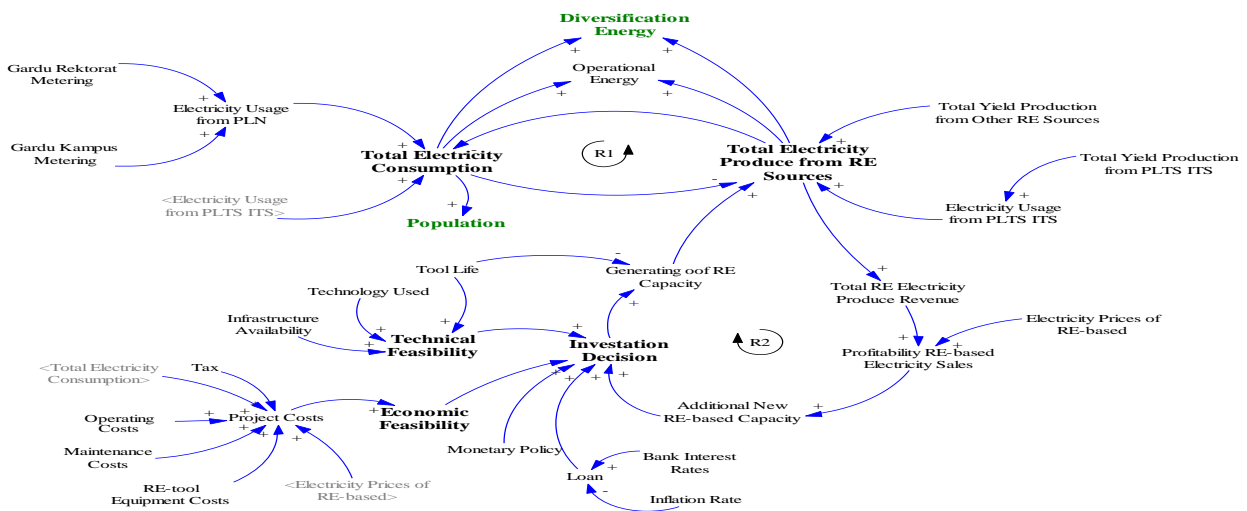 Diversification
Energy
Gardu Rektorat
Metering
Operational
Energy
Electricity Usage
from PLN
Total Yield Production
from Other RE Sources
Gardu Kampus
Metering
Total Electricity
Consumption
R1
Total Electricity
Produce from RE
Sources
Total Yield Production
from PLTS ITS
<Electricity Usage
from PLTS ITS>
Population
Electricity Usage
from PLTS ITS
Tool Life
Generating oof RE
Capacity
Technology Used
Total RE Electricity
Produce Revenue
Infrastructure
Availability
Technical
Feasibility
Investation
Decision
R2
Electricity Prices of
RE-based
Profitability RE-based
Electricity Sales
<Total Electricity
Consumption>
Tax
Operating
Costs
Project Costs
Economic
Feasibility
Additional New
RE-based Capacity
Maintenance
Costs
Monetary Policy
Bank Interest
Rates
Loan
RE-tool
Equipment Costs
<Electricity Prices of
RE-based>
Inflation Rate